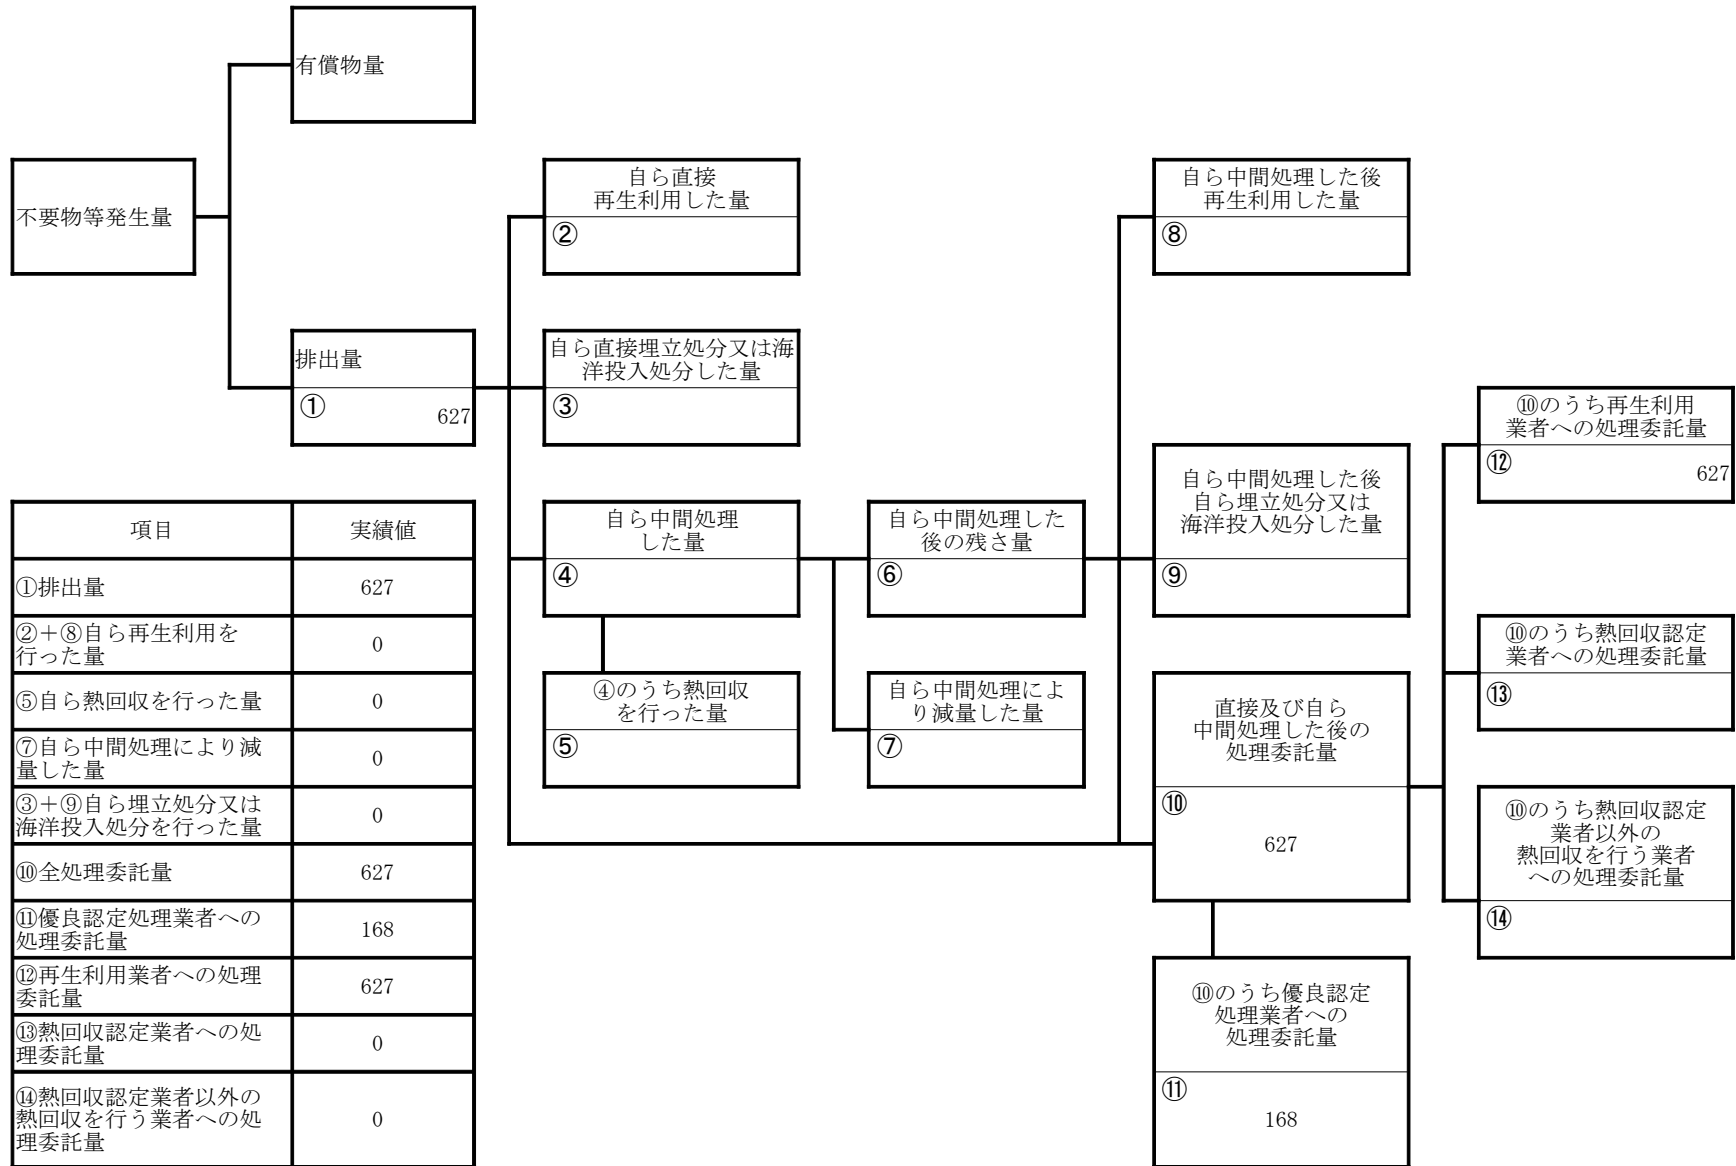 有償物量
不要物等発生量
自ら直接
再生利用した量
②
自ら中間処理した後
再生利用した量
⑧
排出量
①
627
自ら直接埋立処分又は海
洋投入処分した量
③
⑩のうち再生利用
業者への処理委託量
⑫
627
自ら中間処理
した量
④
自ら中間処理した
後の残さ量
⑥
自ら中間処理した後
自ら埋立処分又は
海洋投入処分した量
⑨
⑩のうち熱回収認定
業者への処理委託量
⑬
④のうち熱回収
を行った量
⑤
自ら中間処理によ
り減量した量
⑦
直接及び自ら
中間処理した後の
処理委託量
⑩
627
⑩のうち熱回収認定
業者以外の
熱回収を行う業者
への処理委託量
⑭
⑩のうち優良認定
処理業者への
処理委託量
⑪
168
項目 実績値
①排出量 627
②+⑧自ら再生利用を
行った量 0
⑤自ら熱回収を行った量 0
⑦自ら中間処理により減
量した量 0
③+⑨自ら埋立処分又は
海洋投入処分を行った量 0
⑩全処理委託量 627
⑪優良認定処理業者への
処理委託量 168
⑫再生利用業者への処理
委託量 627
⑬熱回収認定業者への処
理委託量 0
⑭熱回収認定業者以外の
熱回収を行う業者への処
理委託量 0